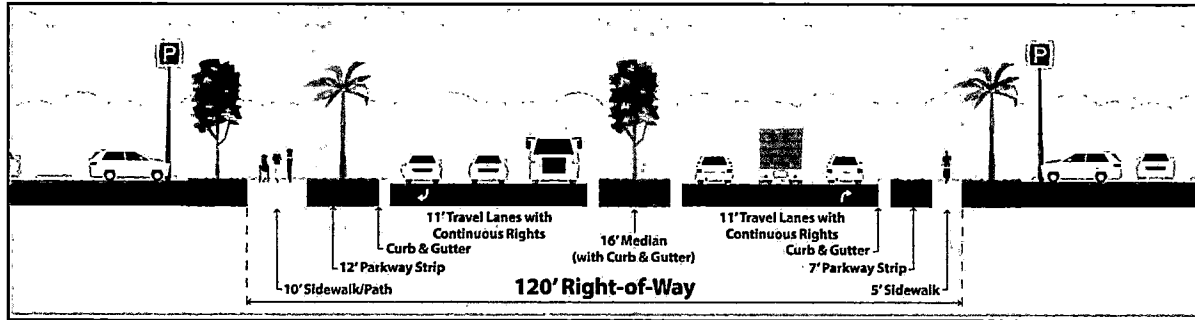 P
P
11' Travel Lanes with
Continuous Rights
Curb & Gutter
12' Parkway Strip
10' Sidewalk/Path
16' Median
(with Curb & Gutter)
11' Travel Lanes with
Continuous Rights
Curb & Gutter
7' Parkway Strip
5' Sidewalk
120' Right-of-Way